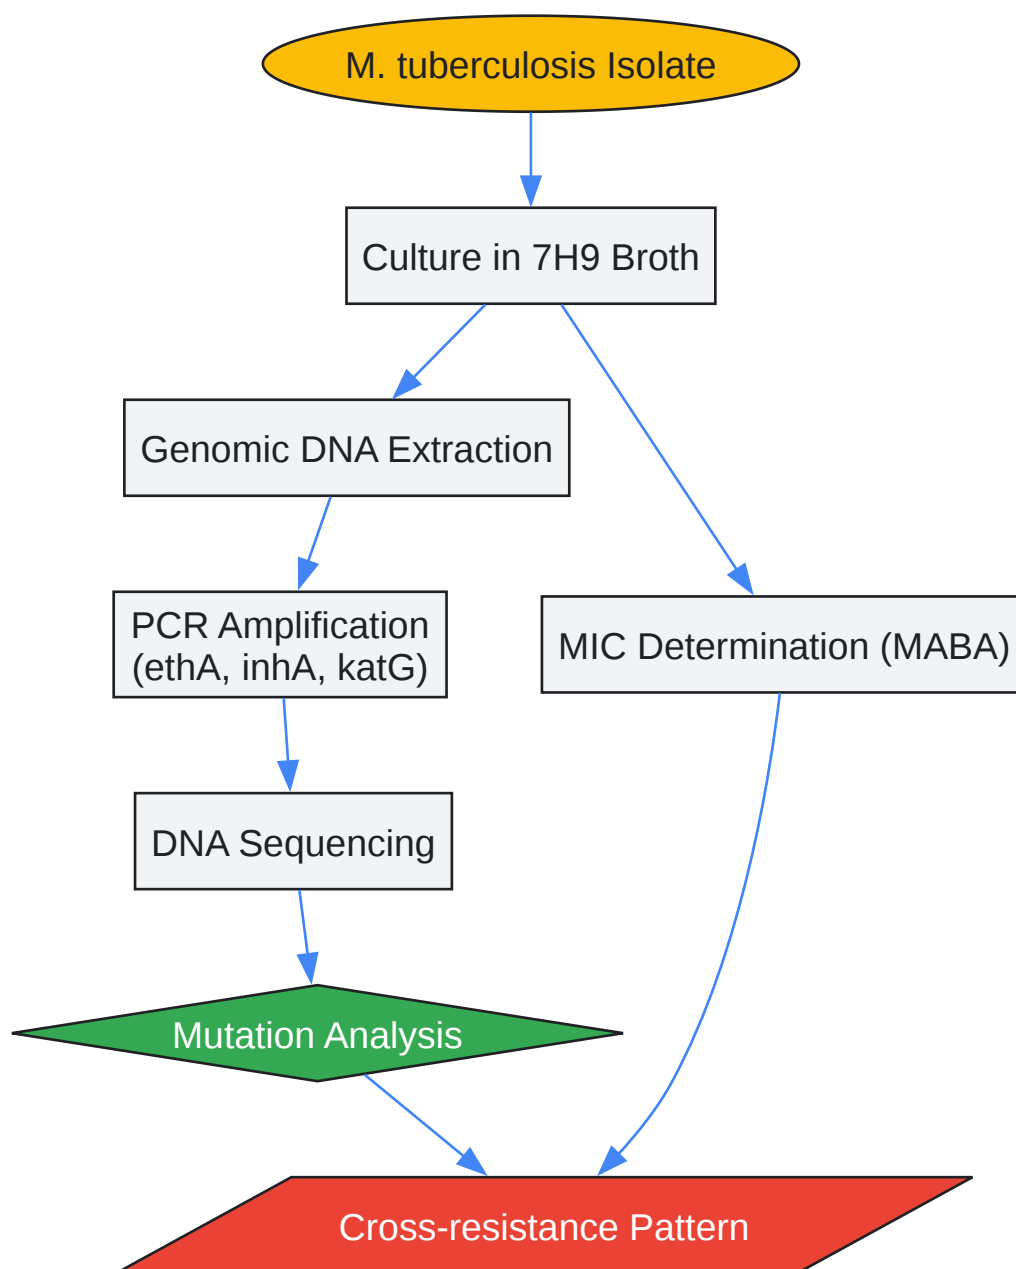 M. tuberculosis Isolate
Culture in 7H9 Broth
Genomic DNA Extraction
PCR Amplification
(ethA, inhA, katG)
MIC Determination (MABA)
DNA Sequencing
Mutation Analysis
Cross-resistance Pattern